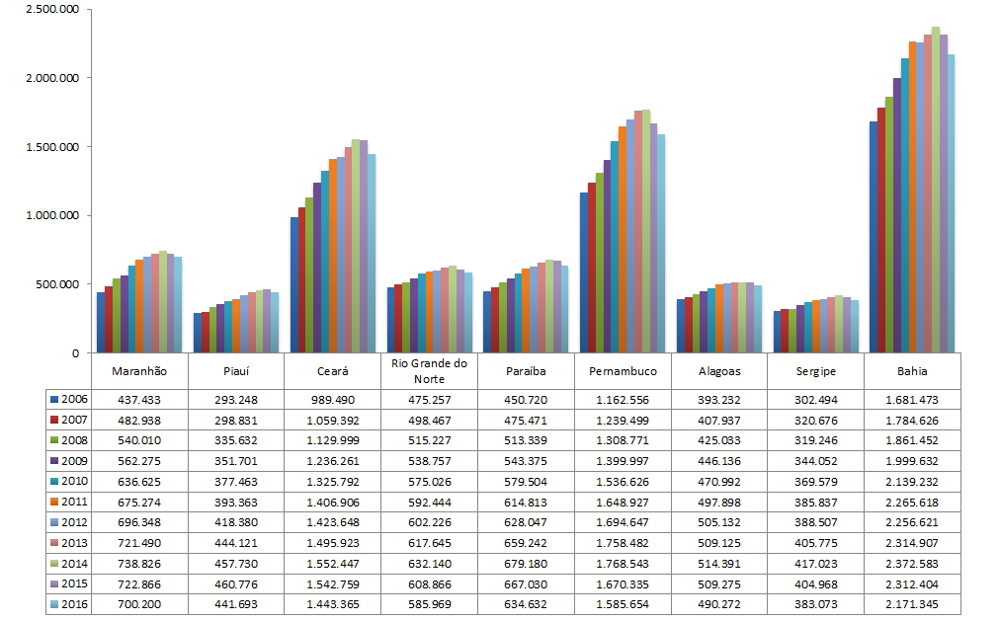 2.500.000
2.000.000
1.500.000
1.000.000
500.000
0
Maranhão Piauí Ceará Rio Grande do Norte Paraíba Pernambuco Alagoas Sergipe Bahia
2006 437.433 293.248 989.490 475.257 450.720 1.162.556 393.232 302.494 1.681.473
2007 482.938 298.831 1.059.392 498.467 475.471 1.239.499 407.937 320.676 1.784.626
2008 540.010 335.632 1.129.999 515.227 513.339 1.308.771 425.033 319.246 1.861.452
2009 562.275 351.701 1.236.261 538.757 543.375 1.399.997 446.136 344.052 1.999.632
2010 636.625 377.463 1.325.792 575.026 579.504 1.536.626 470.992 369.579 2.139.232
2011 675.274 393.363 1.406.906 592.444 614.813 1.648.927 497.898 385.837 2.265.618
2012 696.348 418.380 1.423.648 602.226 628.047 1.694.647 505.132 388.507 2.256.621
2013 721.490 444.121 1.495.923 617.645 659.242 1.758.482 509.125 405.775 2.314.907
2014 738.826 457.730 1.552.447 632.140 679.180 1.768.543 514.391 417.023 2.372.583
2015 722.866 460.776 1.542.759 608.866 667.030 1.670.335 509.275 404.968 2.312.404
2016 700.200 441.693 1.443.365 585.969 634.632 1.585.654 490.272 383.073 2.171.345